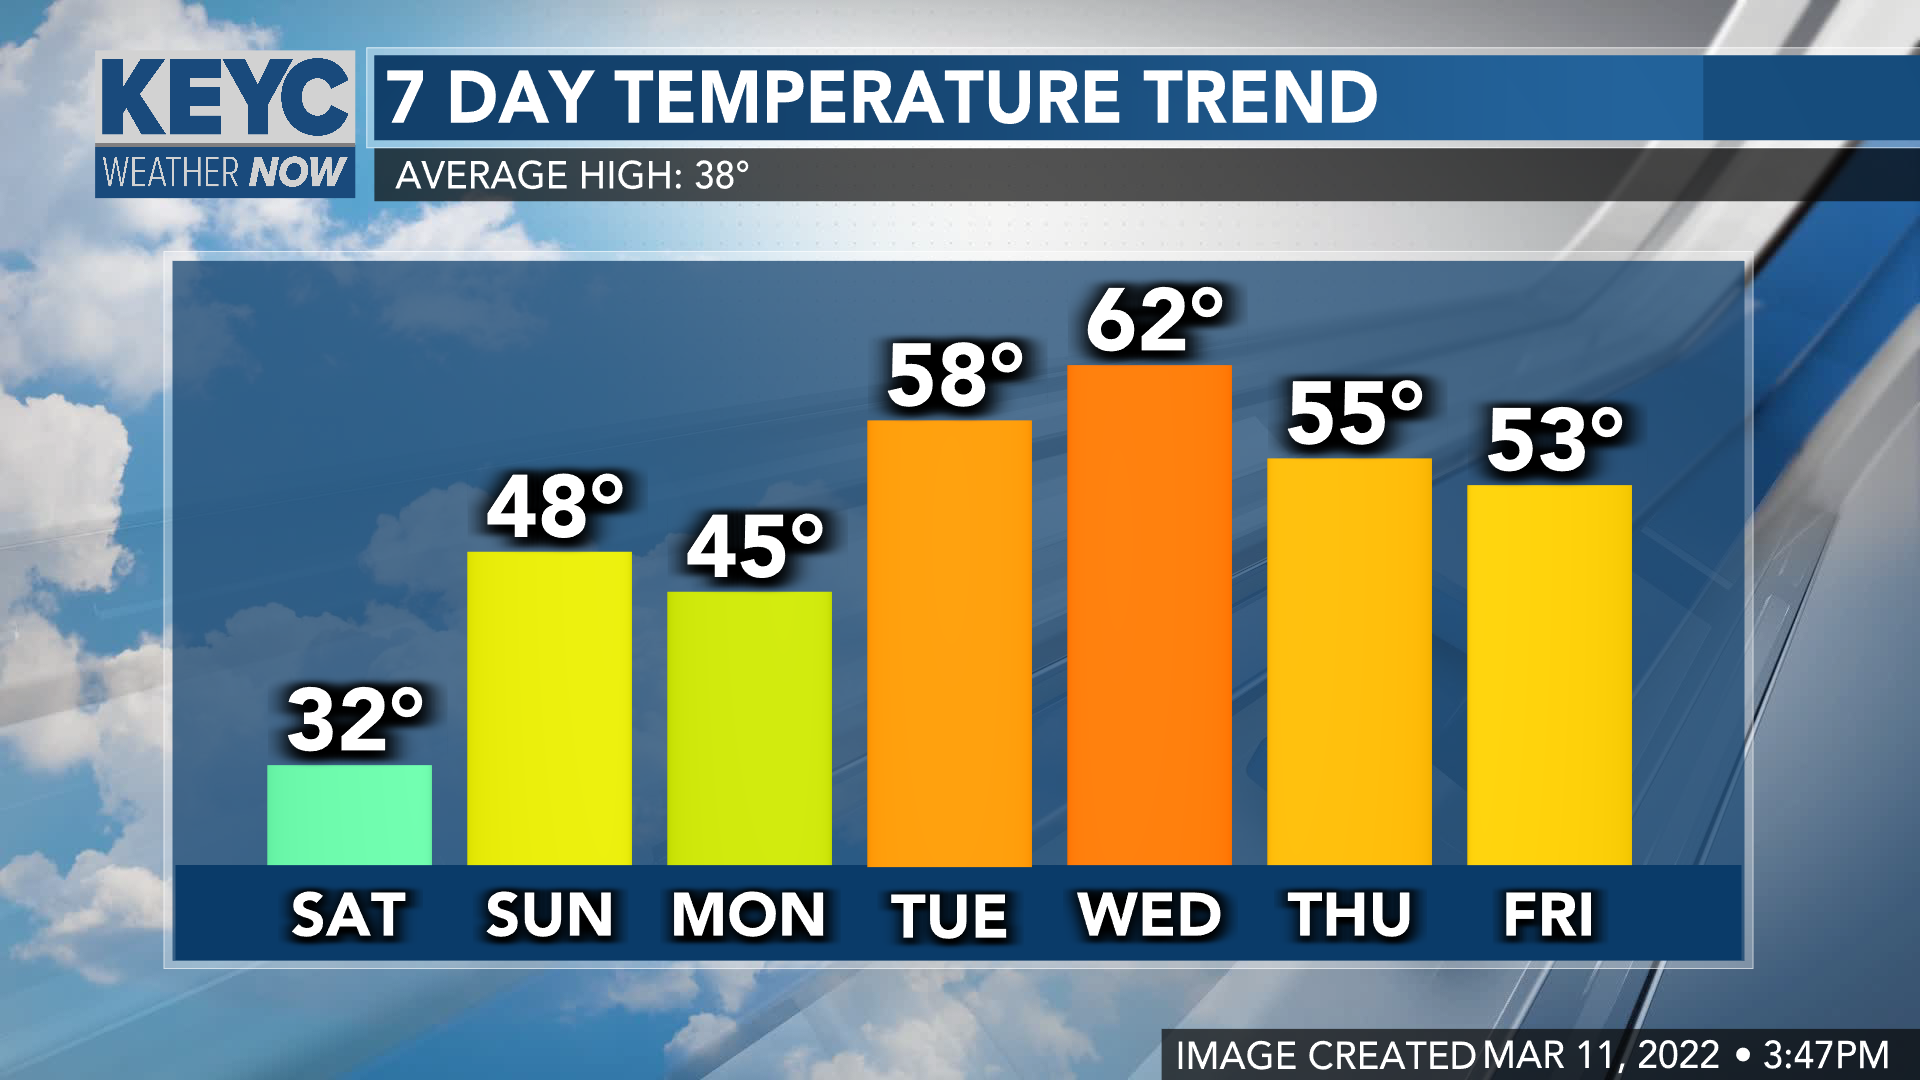 KEYC
WEATHER NOW
7 DAY TEMPERATURE TREND
AVERAGE HIGH: 38°
32° 48° 45° 58° 62° 55° 53°
SAT SUN MON TUE WED THU FRI
IMAGE CREATED MAR 11, 2022 • 3:47PM